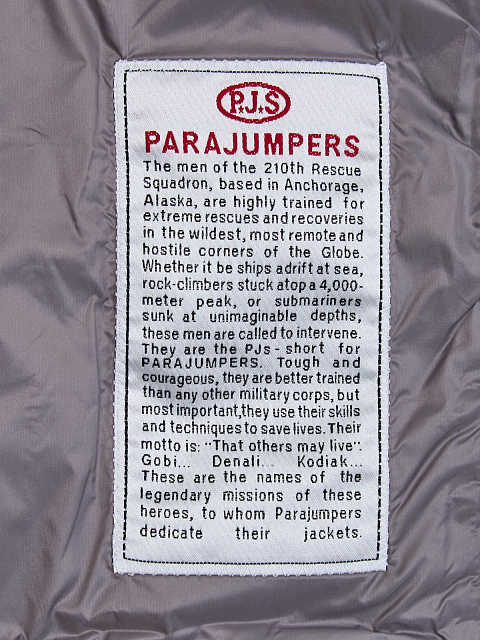 P.J.S
PARAJUMPERS
The men of the 210th Rescue
Squadron, based in Anchorage,
Alaska, are highly trained for
extreme rescues and recoveries
in the wildest, most remote and
hostile corners of the Globe.
Whether it be ships adrift at sea,
rock-climbers stuck atop a 4,000-
meter peak, or submariners
sunk at unimaginable depths,
these men are called to intervene.
They are the PJs - short for
PARAJUMPERS. Tough and
courageous, they are better trained
than any other military corps, but
most important,they use their skills
and techniques to save lives. Their
motto is: "That others may live".
Gobi... Denali... Kodiak...
These are the names of the
legendary missions of these
heroes, to whom Parajumpers
dedicate their jackets.